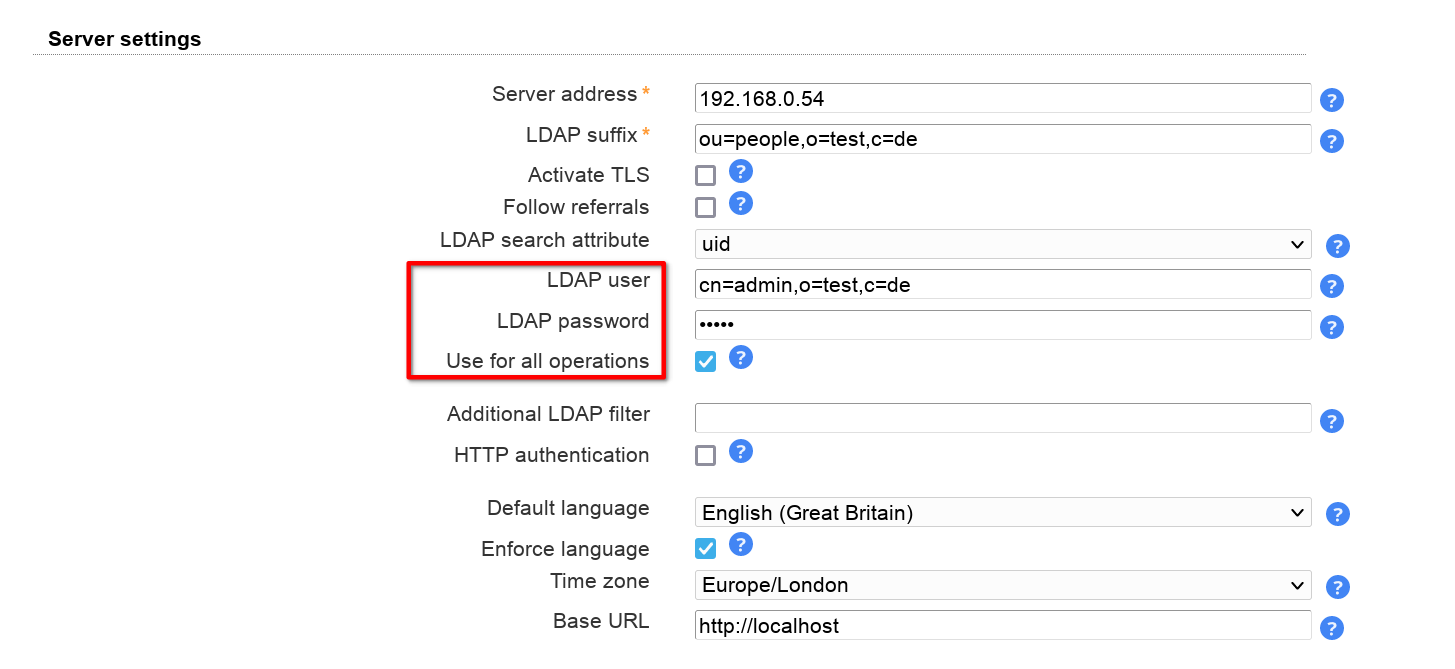 Server settings
Server address* 192.168.0.54 ?
LDAP suffix* ou=people,o=test,c=de ?
Activate TLS ?
Follow referrals ?
LDAP search attribute uid ?
LDAP user cn=admin,o=test,c=de ?
LDAP password ••••• ?
Use for all operations ?
Additional LDAP filter ?
HTTP authentication ?
Default language English (Great Britain) ?
Enforce language ?
Time zone Europe/London ?
Base URL http://localhost ?